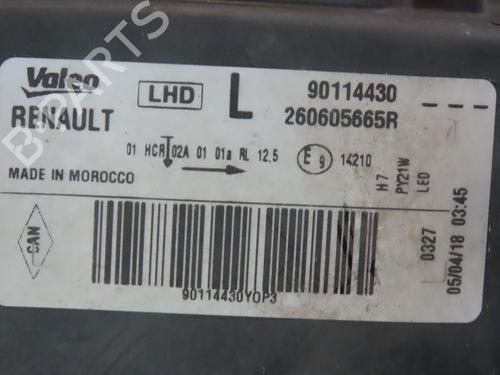 Valeo
LHD
L
90114430
RENAULT
260605665R
01 HCR 02A 01 01a RL 12.5
E9
14210
MADE IN MOROCCO
H7
PY21W
LED
CAN
0327
05/04/18 03:45
90114430YOP3
B-PARTS